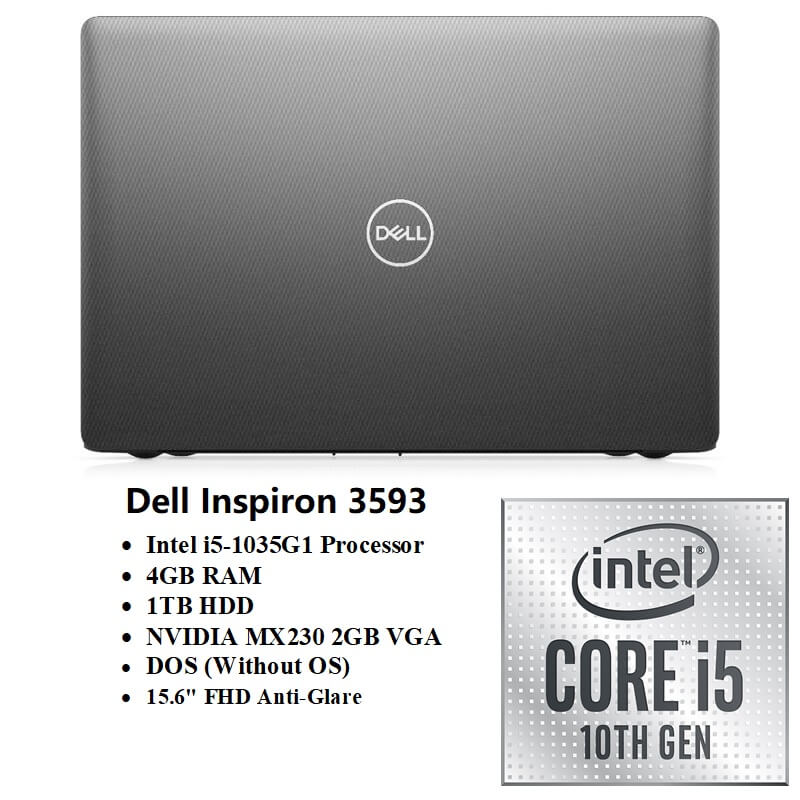 DELL
Dell Inspiron 3593
• Intel i5-1035G1 Processor
• 4GB RAM
• 1TB HDD
• NVIDIA MX230 2GB VGA
• DOS (Without OS)
• 15.6" FHD Anti-Glare
intel®
CORE™ i5
10TH GEN